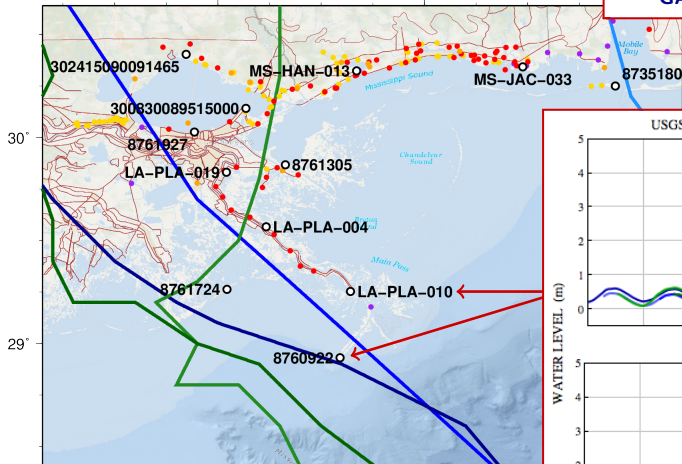 GA
Mobile
Bay
302415090091465
MS-HAN-013
MS-JAC-033
8735180
Mississippi Sound
300830089515000
USGS
30
8761927
5
Chandeleur
Sound
8761305
LA-PLA-019
4
3
LA-PLA-004
Main Pass
2
8761724
LA-PLA-010
1
0
WATER LEVEL (m)
29
8760922
5
4
3
2